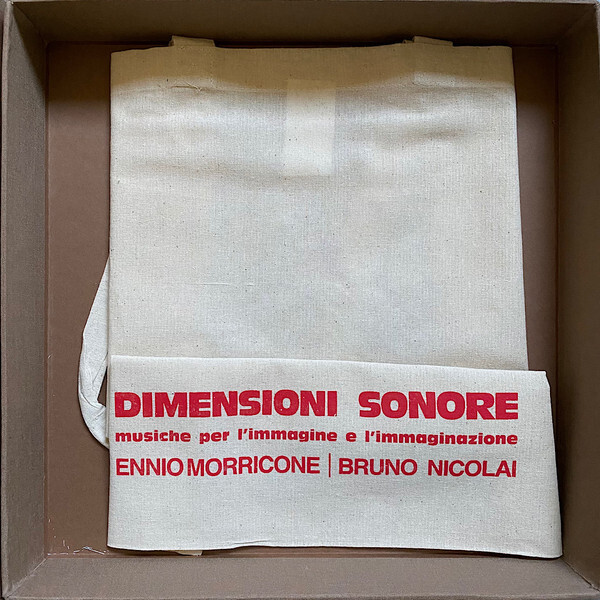 DIMENSIONI SONORE
musiche per l'immagine e l'immaginazione
ENNIO MORRICONE | BRUNO NICOLAI